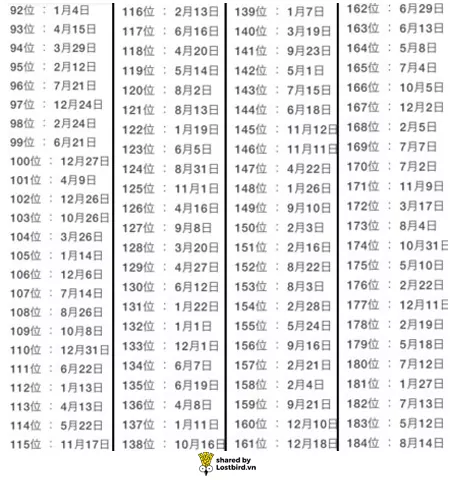 92位 : 1月4日
93位 : 4月15日
94位 : 3月29日
95位 : 2月12日
96位 : 7月21日
97位 : 12月24日
98位 : 2月24日
99位 : 6月21日
100位 : 12月27日
101位 : 4月9日
102位 : 12月26日
103位 : 10月26日
104位 : 3月26日
105位 : 1月14日
106位 : 12月6日
107位 : 7月14日
108位 : 8月26日
109位 : 10月8日
110位 : 12月31日
111位 : 6月22日
112位 : 1月13日
113位 : 4月13日
114位 : 5月22日
115位 : 11月17日
116位 : 2月13日
117位 : 6月16日
118位 : 4月20日
119位 : 5月14日
120位 : 8月2日
121位 : 8月13日
122位 : 1月19日
123位 : 6月5日
124位 : 8月31日
125位 : 11月1日
126位 : 4月16日
127位 : 9月8日
128位 : 3月20日
129位 : 4月27日
130位 : 6月12日
131位 : 1月22日
132位 : 1月1日
133位 : 12月1日
134位 : 6月7日
135位 : 6月19日
136位 : 4月8日
137位 : 1月11日
138位 : 10月16日
139位 : 1月7日
140位 : 3月19日
141位 : 9月23日
142位 : 5月1日
143位 : 7月15日
144位 : 6月18日
145位 : 11月12日
146位 : 11月11日
147位 : 4月22日
148位 : 1月26日
149位 : 9月10日
150位 : 2月3日
151位 : 2月16日
152位 : 8月22日
153位 : 8月3日
154位 : 2月28日
155位 : 5月24日
156位 : 9月16日
157位 : 2月21日
158位 : 2月4日
159位 : 9月21日
160位 : 12月10日
161位 : 12月18日
162位 : 6月29日
163位 : 6月13日
164位 : 5月8日
165位 : 7月4日
166位 : 10月5日
167位 : 12月2日
168位 : 2月5日
169位 : 7月7日
170位 : 7月2日
171位 : 11月9日
172位 : 3月17日
173位 : 8月4日
174位 : 10月31日
175位 : 5月10日
176位 : 2月22日
177位 : 12月11日
178位 : 2月19日
179位 : 5月18日
180位 : 7月12日
181位 : 1月27日
182位 : 7月13日
183位 : 5月12日
184位 : 8月14日
shared by
Lostbird.vn